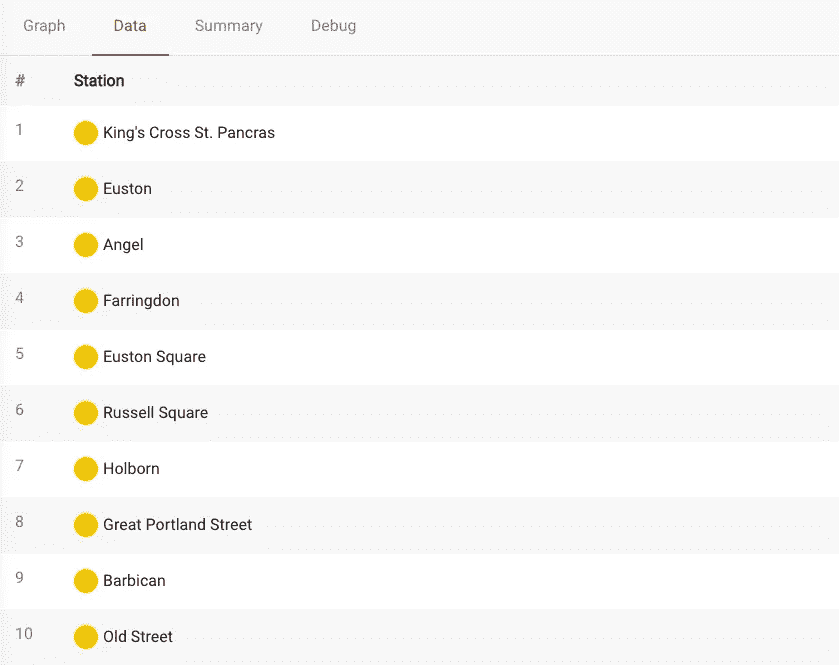 Graph Data Summary Debug
# Station
1 King's Cross St. Pancras
2 Euston
3 Angel
4 Farringdon
5 Euston Square
6 Russell Square
7 Holborn
8 Great Portland Street
9 Barbican
10 Old Street